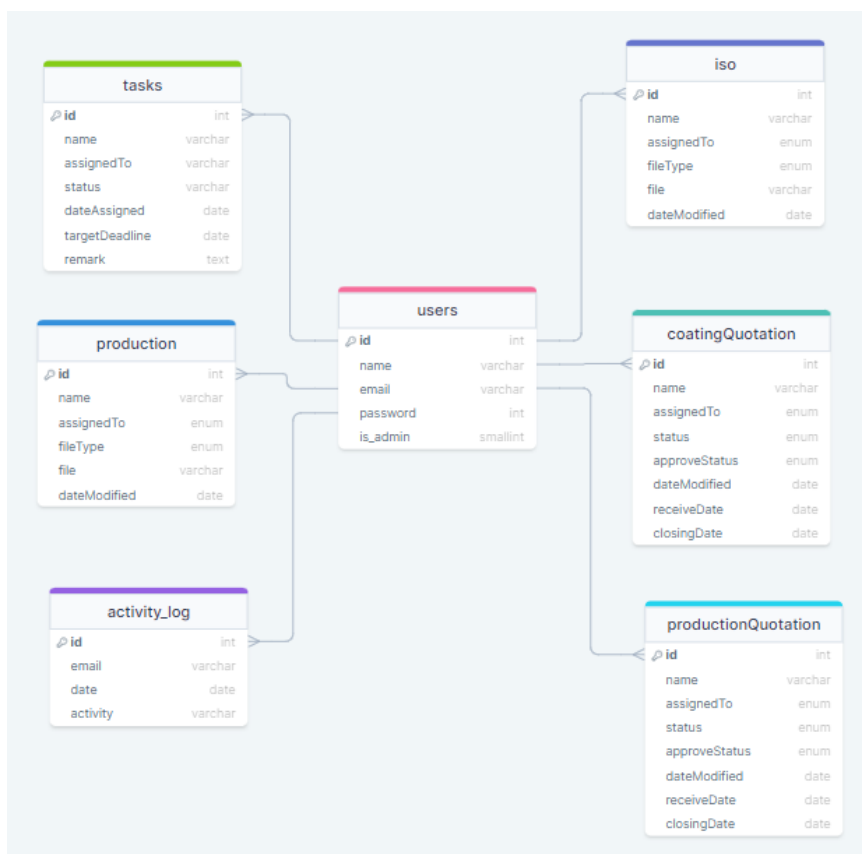 tasks
id int
name varchar
assignedTo varchar
status varchar
dateAssigned date
targetDeadline date
remark text
iso
id int
name varchar
assignedTo enum
fileType enum
file varchar
dateModified date
users
id int
name varchar
email varchar
password int
is_admin smallint
production
id int
name varchar
assignedTo enum
fileType enum
file varchar
dateModified date
coatingQuotation
id int
name varchar
assignedTo enum
status enum
approveStatus enum
dateModified date
receiveDate date
closingDate date
activity_log
id int
email varchar
date date
activity varchar
productionQuotation
id int
name varchar
assignedTo enum
status enum
approveStatus enum
dateModified date
receiveDate date
closingDate date